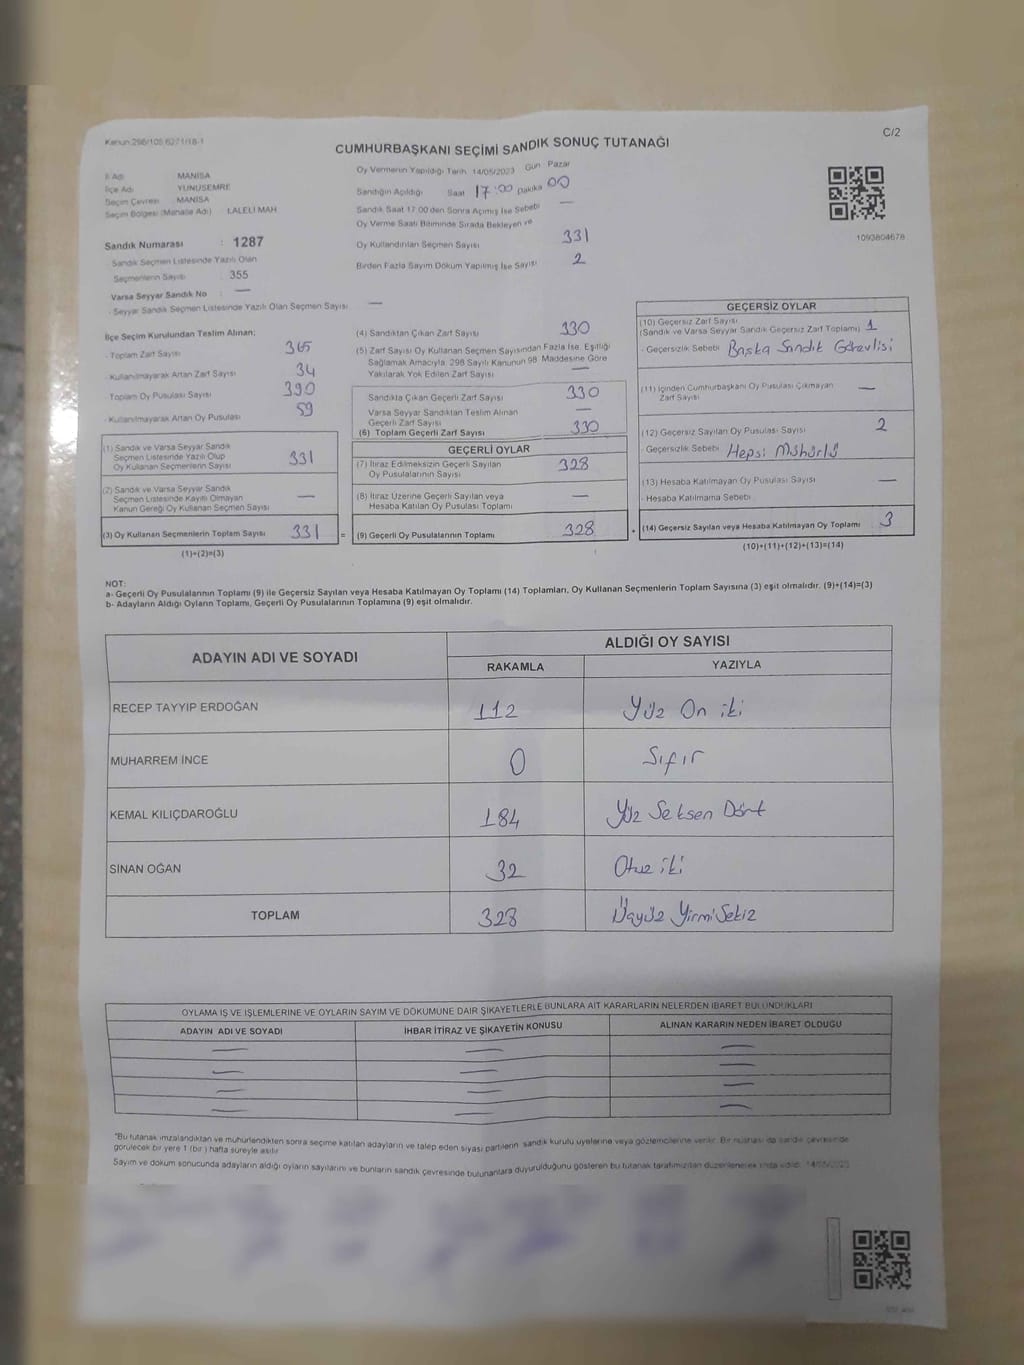 Kanun 298/105 6271/18-1
C/2
CUMHURBAŞKANI SEÇİMİ SANDIK SONUÇ TUTANAĞI
İl Adı MANİSA
İlçe Adı YUNUSEMRE
Seçim Çevresi MANİSA
Seçim Bölgesi (Mahalle Adı) LALELİ MAH
Oy Vermenin Yapıldığı Tarih 14/05/2023 Gün Pazar
Sandığın Açıldığı Saat 17:00 Dakika 00
Sandık Saat 17:00'den Sonra Açılmış İse Sebebi —
Oy Verme Saati Bitiminde Sırada Bekleyen ve
Oy Kullandırılan Seçmen Sayısı 331
Birden Fazla Sayım Döküm Yapılmış İse Sayısı 2
1093804678
Sandık Numarası : 1287
- Sandık Seçmen Listesinde Yazılı Olan
Seçmenlerin Sayısı : 355
Varsa Seyyar Sandık No : —
- Seyyar Sandık Seçmen Listesinde Yazılı Olan Seçmen Sayısı —
İlçe Seçim Kurulundan Teslim Alınan;
- Toplam Zarf Sayısı 365
- Kullanılmayarak Artan Zarf Sayısı 34
- Toplam Oy Pusulası Sayısı 390
- Kullanılmayarak Artan Oy Pusulası 59
(1) Sandık ve Varsa Seyyar Sandık
Seçmen Listesinde Yazılı Olup
Oy Kullanan Seçmenlerin Sayısı 331
(2) Sandık ve Varsa Seyyar Sandık
Seçmen Listesinde Kayıtlı Olmayan
Kanun Gereği Oy Kullanan Seçmen Sayısı —
(3) Oy Kullanan Seçmenlerin Toplam Sayısı 331 =
(1)+(2)=(3)
(4) Sandıktan Çıkan Zarf Sayısı 330
(5) Zarf Sayısı Oy Kullanan Seçmen Sayısından Fazla İse, Eşitliği
Sağlamak Amacıyla, 298 Sayılı Kanunun 98. Maddesine Göre
Yakılarak Yok Edilen Zarf Sayısı —
Sandıkta Çıkan Geçerli Zarf Sayısı 330
Varsa Seyyar Sandıktan Teslim Alınan
Geçerli Zarf Sayısı —
(6) Toplam Geçerli Zarf Sayısı 330
GEÇERLİ OYLAR
(7) İtiraz Edilmeksizin Geçerli Sayılan
Oy Pusulalarının Sayısı 328
(8) İtiraz Üzerine Geçerli Sayılan veya
Hesaba Katılan Oy Pusulası Toplamı —
(9) Geçerli Oy Pusulalarının Toplamı 328 +
GEÇERSİZ OYLAR
(10) Geçersiz Zarf Sayısı
(Sandık ve Varsa Seyyar Sandık Geçersiz Zarf Toplamı) 1
- Geçersizlik Sebebi Başka Sandık Görevlisi
(11) İçinden Cumhurbaşkanı Oy Pusulası Çıkmayan
Zarf Sayısı —
(12) Geçersiz Sayılan Oy Pusulası Sayısı 2
- Geçersizlik Sebebi Hepsi Mühürlü
(13) Hesaba Katılmayan Oy Pusulası Sayısı —
- Hesaba Katılmama Sebebi
(14) Geçersiz Sayılan veya Hesaba Katılmayan Oy Toplamı 3
(10)+(11)+(12)+(13)=(14)
NOT:
a- Geçerli Oy Pusulalarının Toplamı (9) ile Geçersiz Sayılan veya Hesaba Katılmayan Oy Toplamı (14) Toplamları, Oy Kullanan Seçmenlerin Toplam Sayısına (3) eşit olmalıdır. (9)+(14)=(3)
b- Adayların Aldığı Oyların Toplamı, Geçerli Oy Pusulalarının Toplamına (9) eşit olmalıdır.
ADAYIN ADI VE SOYADI
ALDIĞI OY SAYISI
RAKAMLA YAZIYLA
RECEP TAYYIP ERDOĞAN 112 Yüz On iki
MUHARREM İNCE 0 Sıfır
KEMAL KILIÇDAROĞLU 184 Yüz Seksen Dört
SİNAN OĞAN 32 Otuz iki
TOPLAM 328 Üçyüz Yirmi Sekiz
OYLAMA İŞ VE İŞLEMLERİNE VE OYLARIN SAYIM VE DÖKÜMÜNE DAİR ŞİKAYETLERLE BUNLARA AİT KARARLARIN NELERDEN İBARET BULUNDUKLARI
ADAYIN ADI VE SOYADI İHBAR İTİRAZ VE ŞİKAYETİN KONUSU ALINAN KARARIN NEDEN İBARET OLDUĞU
— — —
— — —
— — —
— — —
"Bu tutanak imzalandıktan ve mühürlendikten sonra seçime katılan adayların ve talep eden siyasi partilerin sandık kurulu üyelerine veya gözlemcilerine verilir. Bir nüshası da sandık çevresinde
görülecek bir yere 1 (bir) hafta süreyle asılır.
Sayım ve döküm sonucunda adayların aldığı oyların sayılarını ve bunların sandık çevresinde bulunanlara duyurulduğunu gösteren bu tutanak tarafımızdan düzenlenerek imza edildi. 14/05/2023